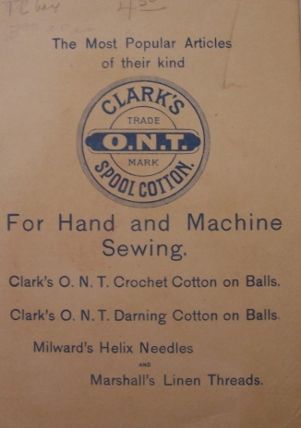 The Most Popular Articles
of their kind
CLARK'S
TRADE
O.N.T.
MARK
SPOOL COTTON.
For Hand and Machine
Sewing.
Clark's O. N. T. Crochet Cotton on Balls.
Clark's O. N. T. Darning Cotton on Balls
Milward's Helix Needles
AND
Marshall's Linen Threads.